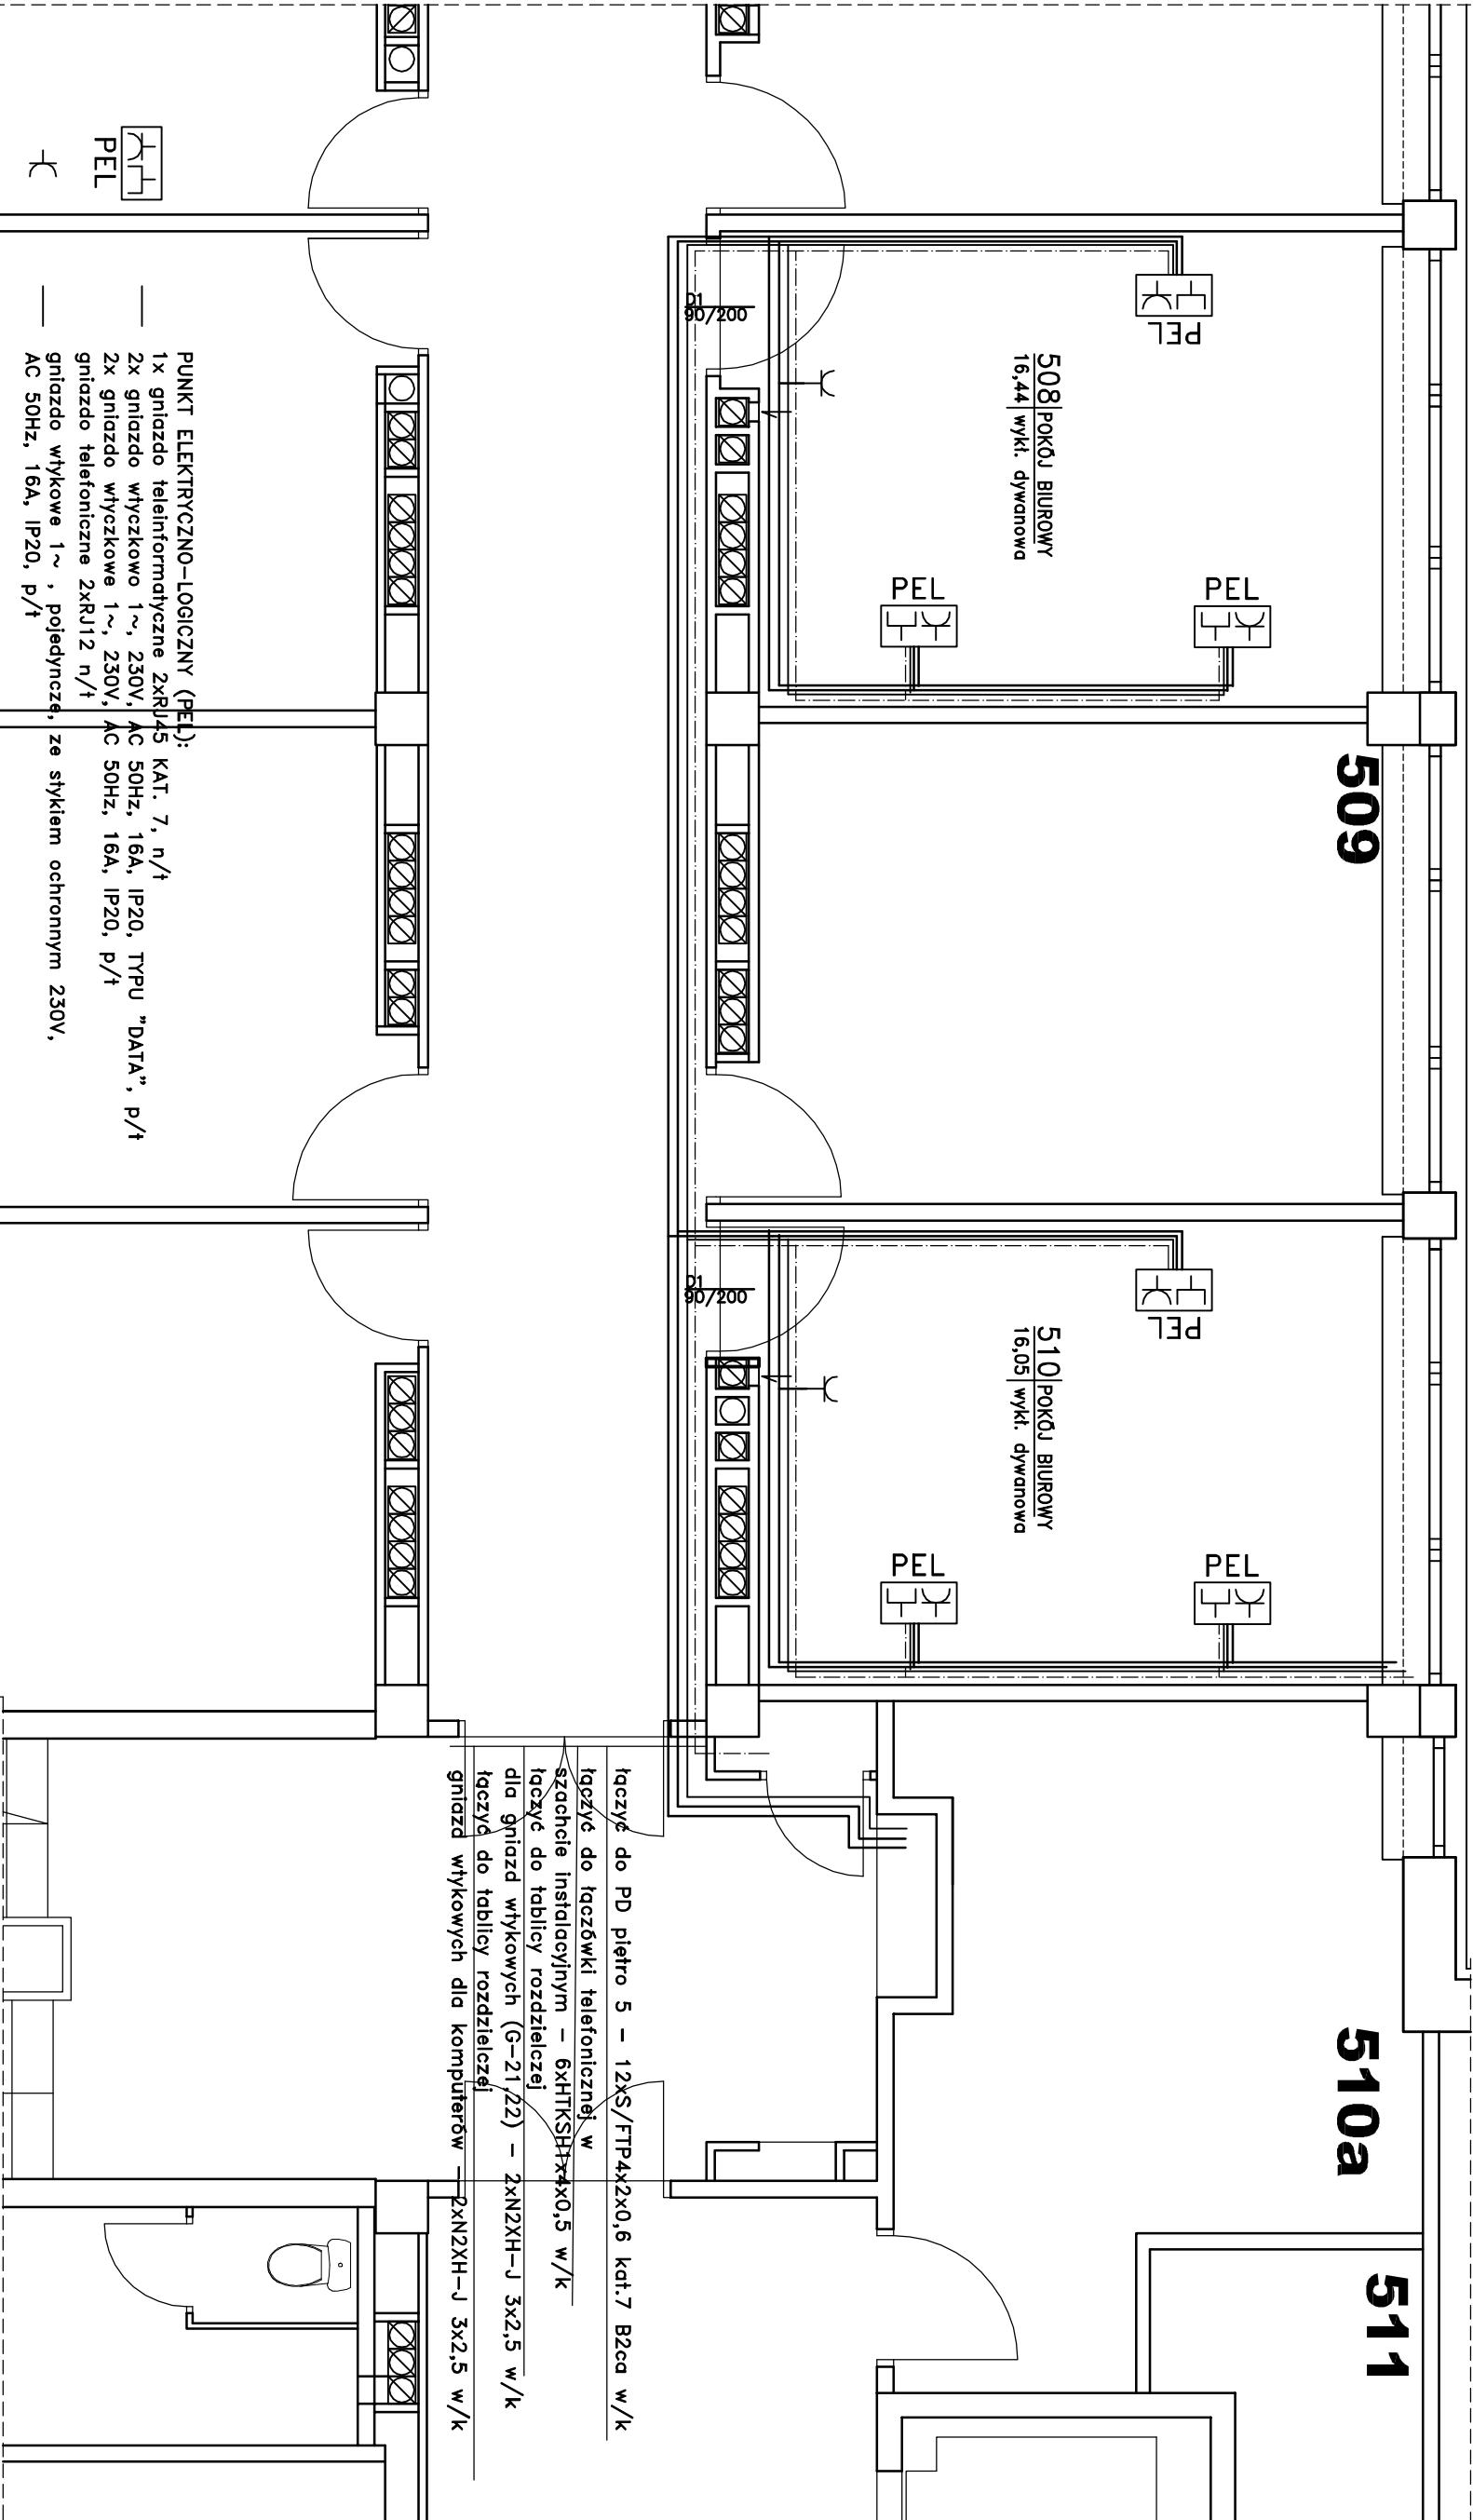 PEL
PUNKT ELEKTRYCZNO-LOGICZNY (PEL):
1x gniazdo teleinformatyczne 2xRJ45 KAT. 7, n/t
2x gniazdo wtyczkowo 1~, 230V, AC 50Hz, 16A, IP20, TYPU "DATA", p/t
2x gniazdo wtyczkowe 1~, 230V, AC 50Hz, 16A, IP20, p/t
gniazdo telefoniczne 2xRJ12 n/t
gniazdo wtykowe 1~ , pojedyncze, ze stykiem ochronnym 230V,
AC 50Hz, 16A, IP20, p/t
D1
90/200
PEL
508 POKÓJ BIUROWY
16,44 wykł. dywanowa
PEL
PEL
509
D1
90/200
PEL
510 POKÓJ BIUROWY
16,05 wykł. dywanowa
PEL
PEL
510a
511
łączyć do PD piętro 5 - 12xS/FTP4x2x0,6 kat.7 B2ca w/k
łączyć do łączówki telefonicznej w
szachcie instalacyjnym - 6xHTKSH1x4x0,5 w/k
łączyć do tablicy rozdzielczej
dla gniazd wtykowych (G-21,22) - 2xN2XH-J 3x2,5 w/k
łączyć do tablicy rozdzielczej
gniazd wtykowych dla komputerów - 2xN2XH-J 3x2,5 w/k